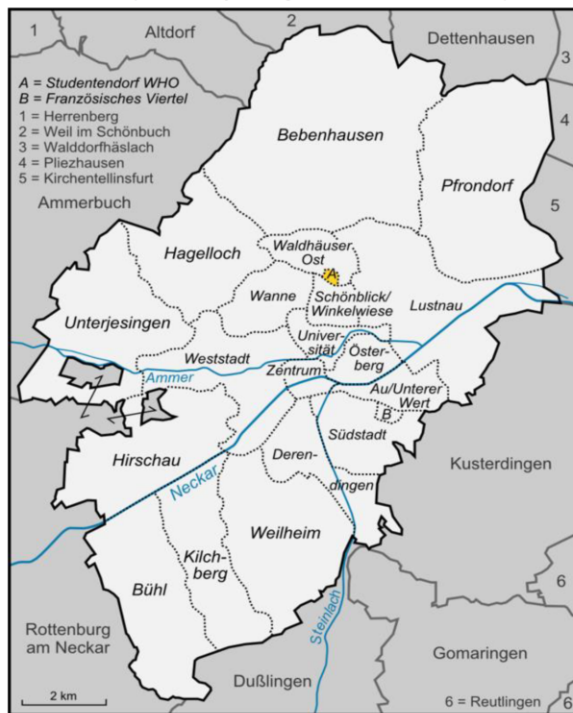 1
Altdorf
2
Dettenhausen
3
A = Studentendorf WHO
B = Französisches Viertel
1 = Herrenberg
2 = Weil im Schönbuch
3 = Walddorfhäslach
4 = Pliezhausen
5 = Kirchentellinsfurt
Ammerbuch
4
5
Bebenhausen
Pfrondorf
Hagelloch
Waldhäuser
Ost
A
Wanne
Schönblick/
Winkelwiese
Lustnau
Unterjesingen
Univer-
sität
Öster-
berg
Weststadt
Ammer
Zentrum
Au/Unterer
Wert
B
Südstadt
Hirschau
Neckar
Deren-
dingen
Kusterdingen
Weilheim
Kilch-
berg
Bühl
Steinlach
6
Rottenburg
am Neckar
Gomaringen
Dußlingen
2 km
6 = Reutlingen
6